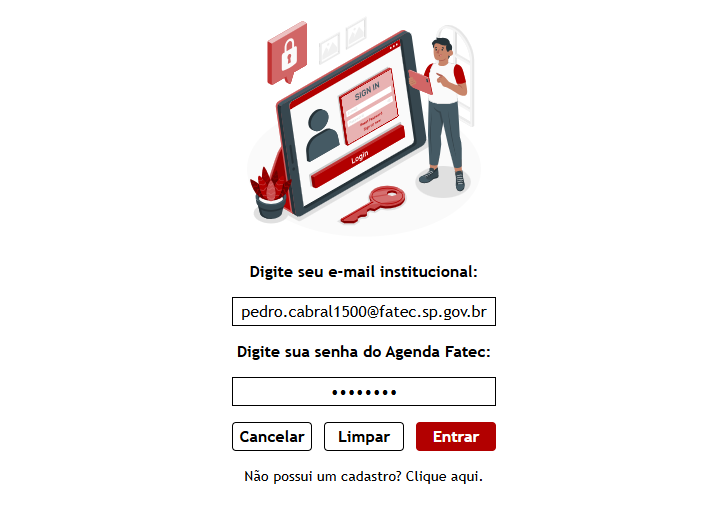 SIGN IN
Login
Digite seu e-mail institucional:
pedro.cabral1500@fatec.sp.gov.br
Digite sua senha do Agenda Fatec:
••••••••
Cancelar
Limpar
Entrar
Não possui um cadastro? Clique aqui.